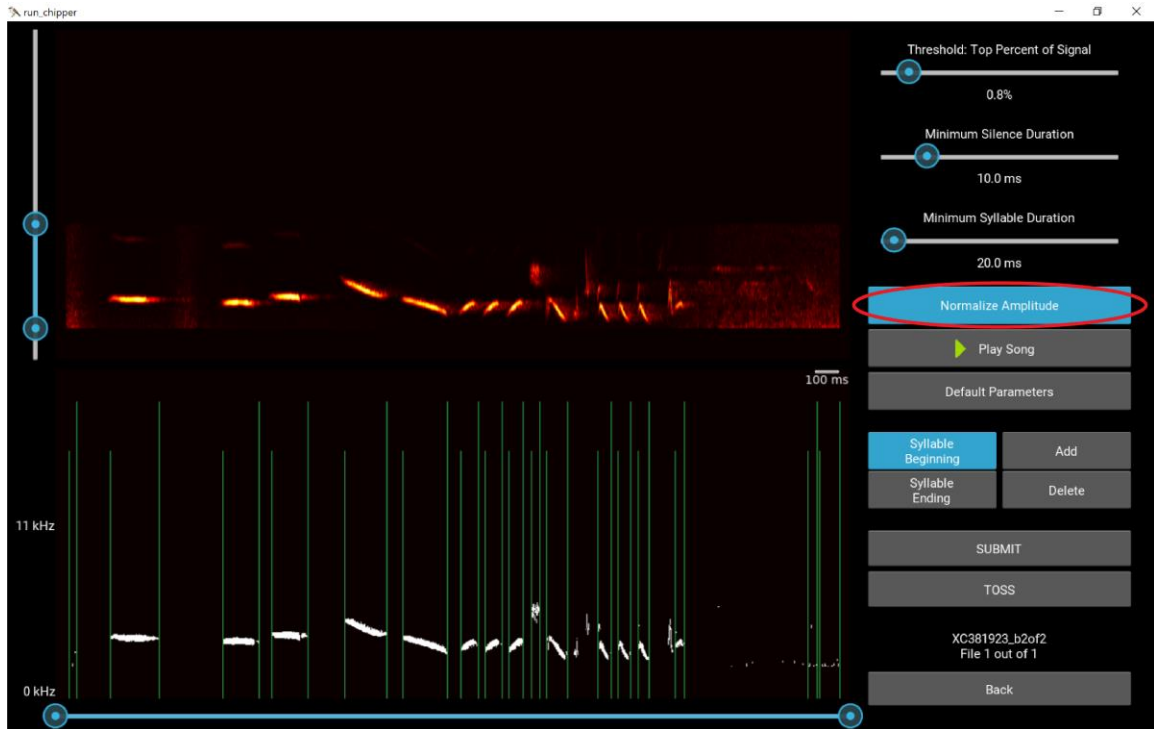 run_chipper
Threshold: Top Percent of Signal
0.8%
Minimum Silence Duration
10.0 ms
Minimum Syllable Duration
20.0 ms
Normalize Amplitude
Play Song
100 ms
Default Parameters
Syllable
Beginning
Add
Syllable
Ending
Delete
11 kHz
SUBMIT
TOSS
XC381923_b2of2
File 1 out of 1
0 kHz
Back